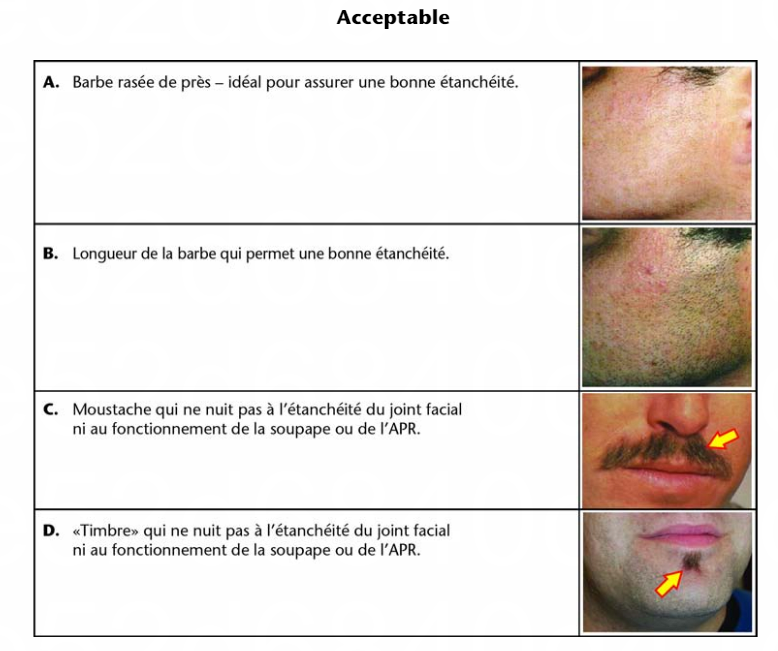 Acceptable
A. Barbe rasée de près – idéal pour assurer une bonne étanchéité.
B. Longueur de la barbe qui permet une bonne étanchéité.
C. Moustache qui ne nuit pas à l'étanchéité du joint facial
ni au fonctionnement de la soupape ou de l'APR.
D. «Timbre» qui ne nuit pas à l'étanchéité du joint facial
ni au fonctionnement de la soupape ou de l'APR.